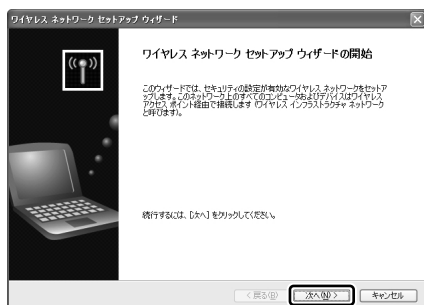 ワイヤレス ネットワーク セットアップ ウィザード
ワイヤレス ネットワーク セットアップ ウィザードの開始
このウィザードでは、セキュリティの設定が有効なワイヤレス ネットワークをセットア
ップします。このネットワーク上のすべてのコンピュータおよびデバイスはワイヤレス
アクセス ポイント経由で接続します (ワイヤレス インフラストラクチャ ネットワーク
と呼びます)。
続行するには、[次へ] をクリックしてください。
< 戻る(B) 次へ(N) > キャンセル